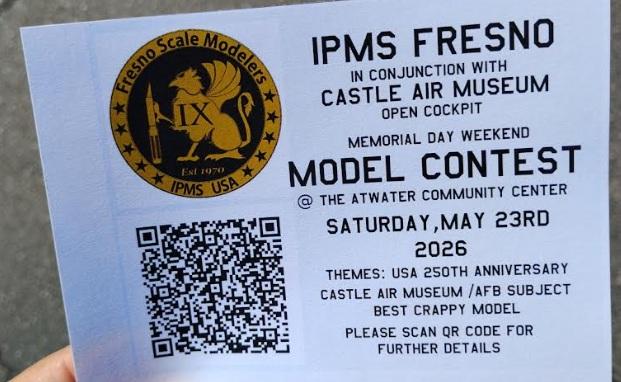 Fresno Scale Modelers
IX
Est 1970
IPMS USA
IPMS FRESNO
IN CONJUNCTION WITH
CASTLE AIR MUSEUM
OPEN COCKPIT
MEMORIAL DAY WEEKEND
MODEL CONTEST
@ THE ATWATER COMMUNITY CENTER
SATURDAY,MAY 23RD
2026
THEMES: USA 250TH ANNIVERSARY
CASTLE AIR MUSEUM /AFB SUBJECT
BEST CRAPPY MODEL
PLEASE SCAN QR CODE FOR
FURTHER DETAILS